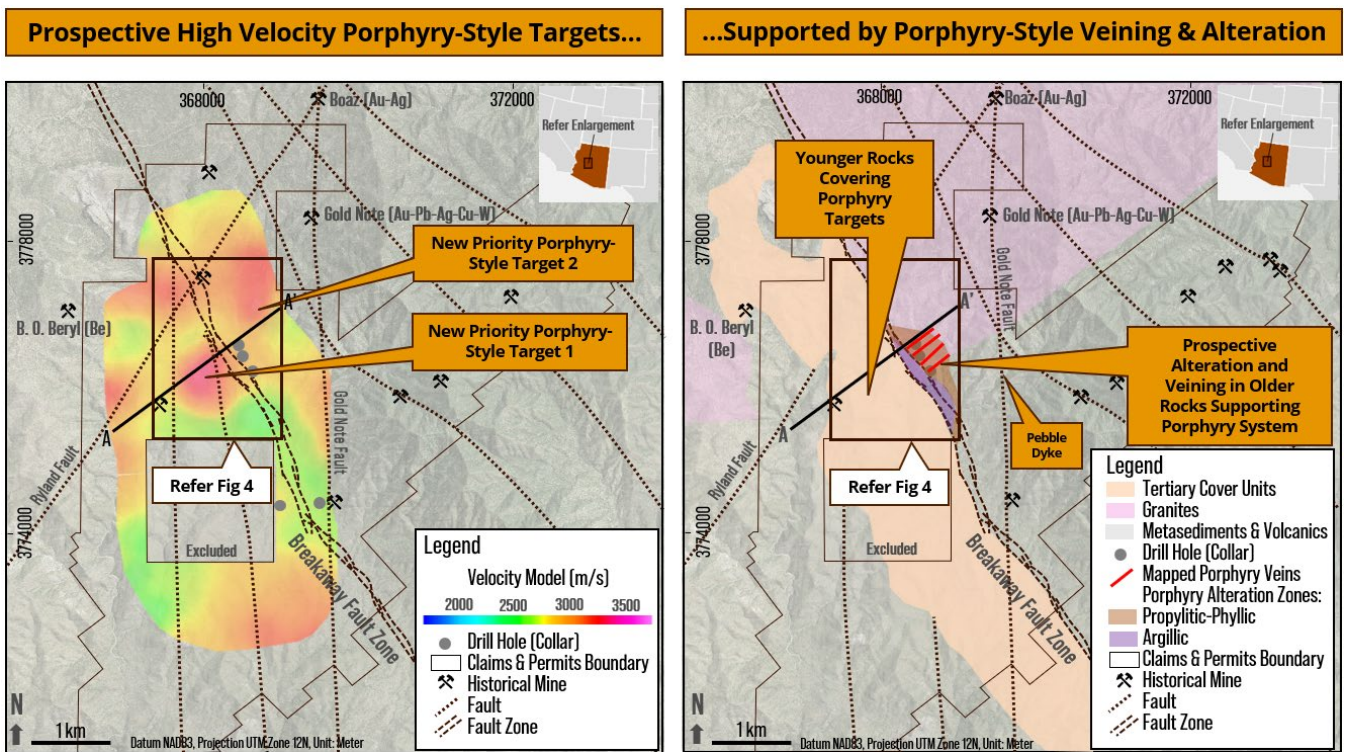 Prospective High Velocity Porphyry-Style Targets...
368000
372000
Boaz (Au-Ag)
Refer Enlargement
Gold Note (Au-Pb-Ag-Cu-W)
3778000
New Priority Porphyry-
Style Target 2
A'
B. O. Beryl (Be)
New Priority Porphyry-
Style Target 1
Gold Note Fault
A
Ryland Fault
Refer Fig 4
3774000
Excluded
Breakaway Fault Zone
Legend
Velocity Model (m/s)
2000 2500 3000 3500
Drill Hole (Collar)
Claims & Permits Boundary
Historical Mine
Fault
Fault Zone
N
1 km
Datum NAD83, Projection UTM Zone 12N, Unit: Meter
...Supported by Porphyry-Style Veining & Alteration
368000
372000
Boaz (Au-Ag)
Refer Enlargement
Younger Rocks
Covering
Porphyry
Targets
Gold Note (Au-Pb-Ag-Cu-W)
3778000
Gold Note Fault
A'
B. O. Beryl
(Be)
Prospective
Alteration and
Veining in Older
Rocks Supporting
Porphyry System
A
Pebble
Dyke
Ryland Fault
Refer Fig 4
3774000
Excluded
Breakaway Fault Zone
Legend
Tertiary Cover Units
Granites
Metasediments & Volcanics
Drill Hole (Collar)
Mapped Porphyry Veins
Porphyry Alteration Zones:
Propylitic-Phyllic
Argillic
Claims & Permits Boundary
Historical Mine
Fault
Fault Zone
N
1 km
Datum NAD83, Projection UTM Zone 12N, Unit: Meter